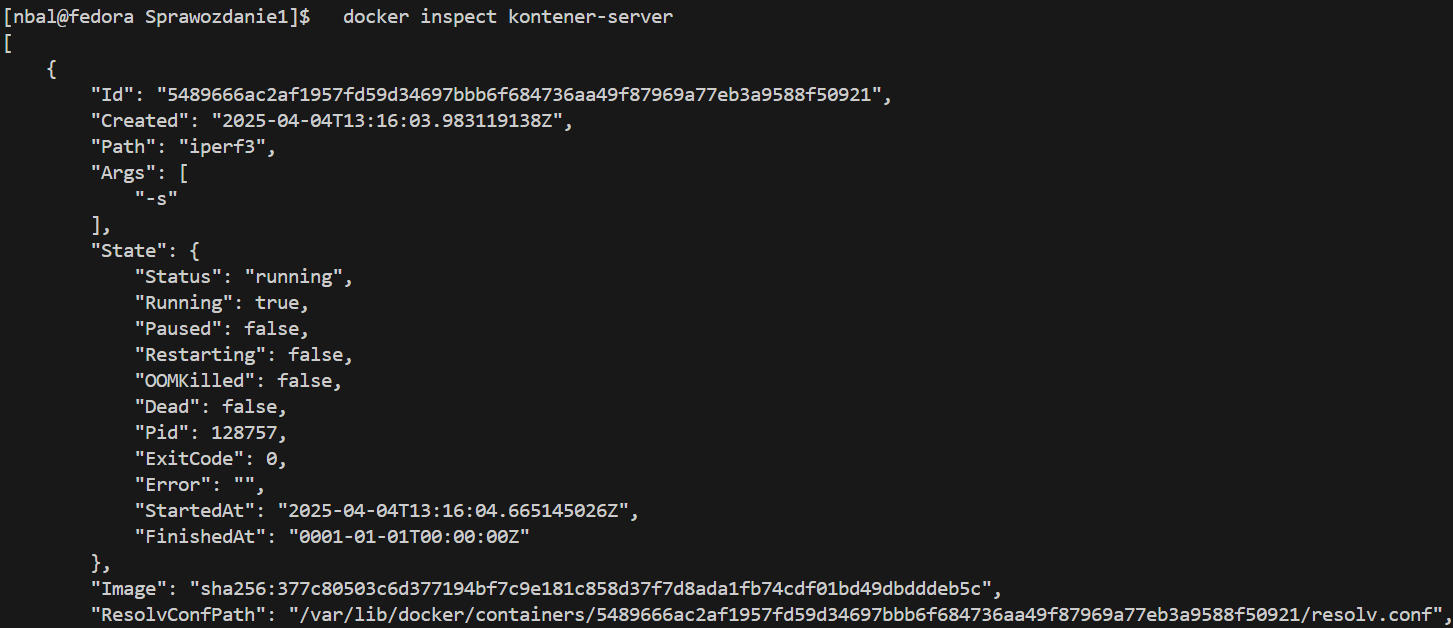 [nbal@fedora Sprawozdanie1]$   docker inspect kontener-server
[
    {
        "Id": "5489666ac2af1957fd59d34697bbb6f684736aa49f87969a77eb3a9588f50921",
        "Created": "2025-04-04T13:16:03.983119138Z",
        "Path": "iperf3",
        "Args": [
            "-s"
        ],
        "State": {
            "Status": "running",
            "Running": true,
            "Paused": false,
            "Restarting": false,
            "OOMKilled": false,
            "Dead": false,
            "Pid": 128757,
            "ExitCode": 0,
            "Error": "",
            "StartedAt": "2025-04-04T13:16:04.665145026Z",
            "FinishedAt": "0001-01-01T00:00:00Z"
        },
        "Image": "sha256:377c80503c6d377194bf7c9e181c858d37f7d8ada1fb74cdf01bd49dbdddeb5c",
        "ResolvConfPath": "/var/lib/docker/containers/5489666ac2af1957fd59d34697bbb6f684736aa49f87969a77eb3a9588f50921/resolv.conf",